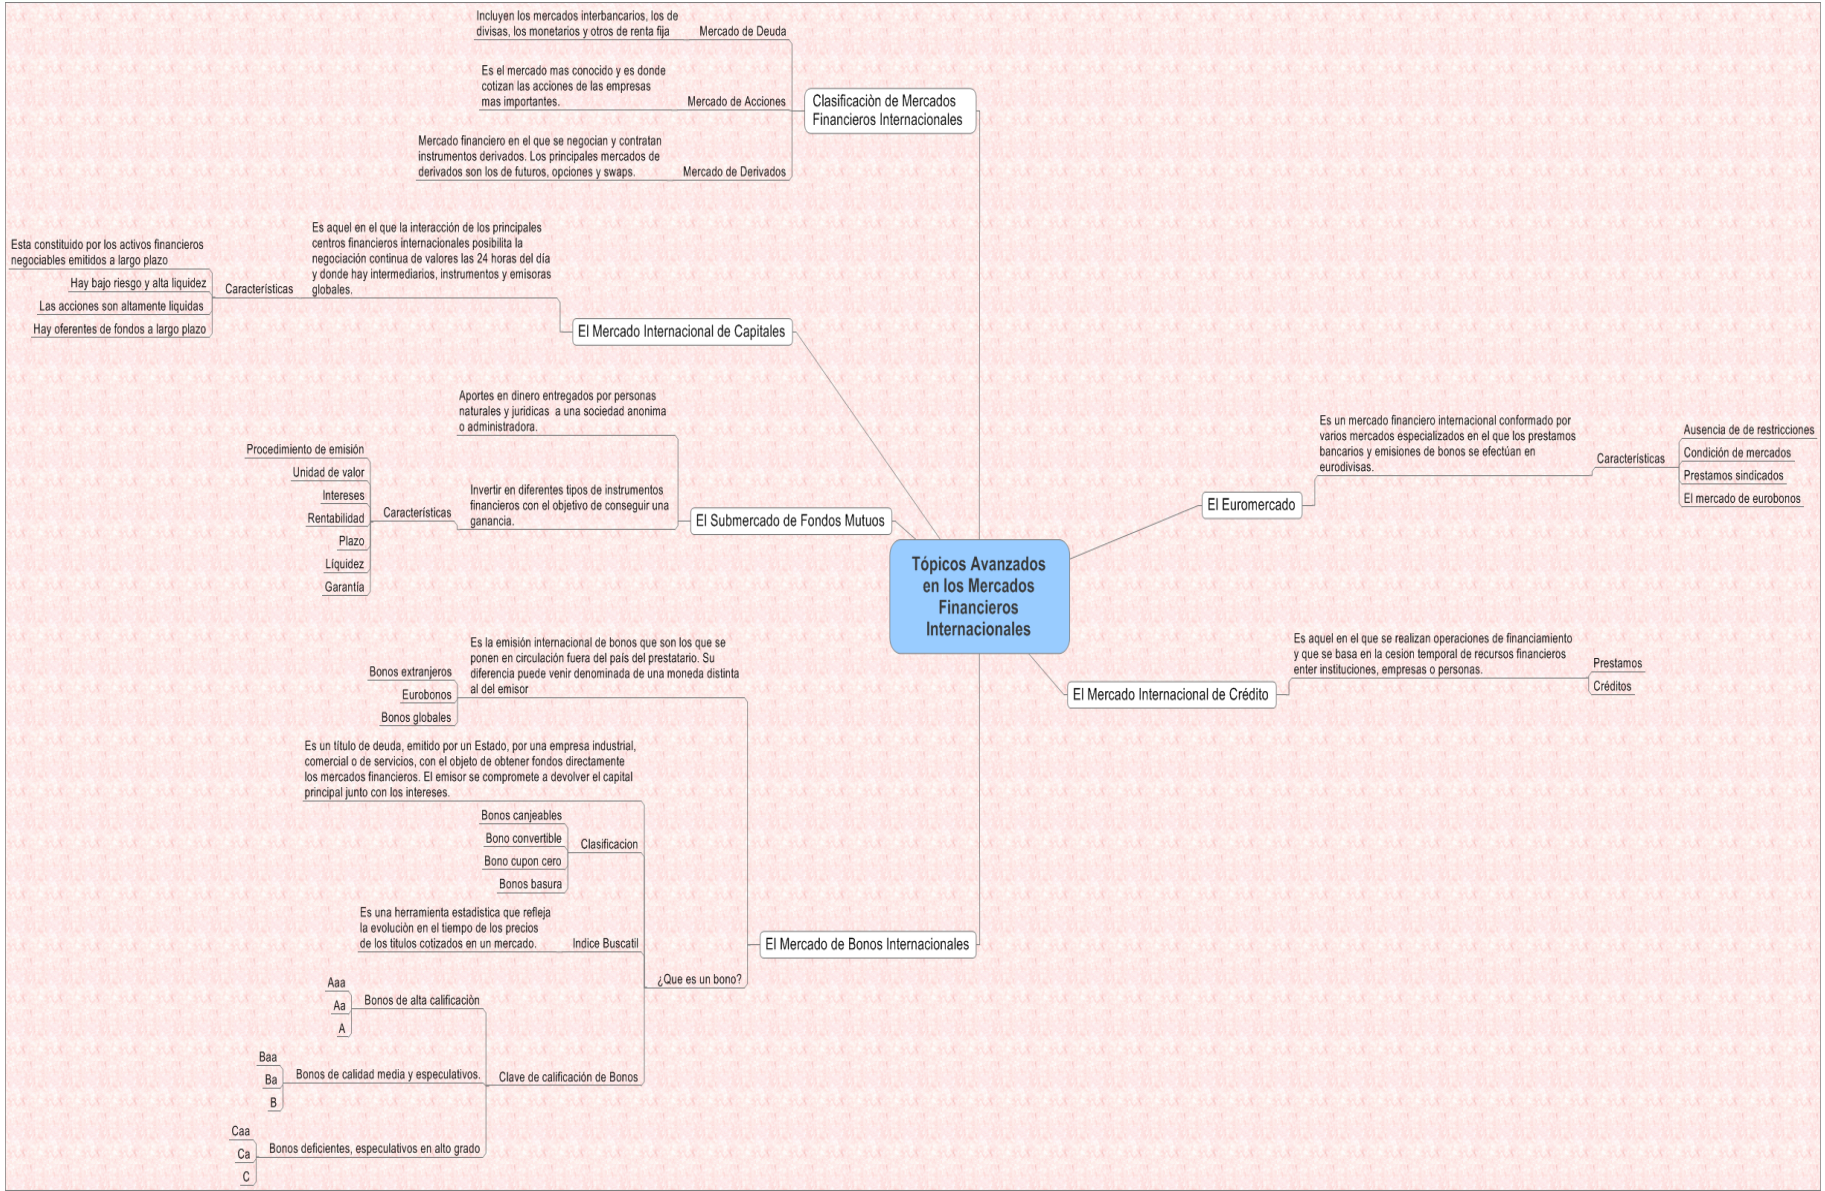 Incluyen los mercados interbancarios, los de
divisas, los monetarios y otros de renta fija
Mercado de Deuda
Es el mercado mas conocido y es donde
cotizan las acciones de las empresas
mas importantes.
Mercado de Acciones
Mercado financiero en el que se negocian y contratan
instrumentos derivados. Los principales mercados de
derivados son los de futuros, opciones y swaps.
Mercado de Derivados
Clasificaciòn de Mercados
Financieros Internacionales
Esta constituido por los activos financieros
negociables emitidos a largo plazo
Hay bajo riesgo y alta liquidez
Las acciones son altamente liquidas
Hay oferentes de fondos a largo plazo
Características
Es aquel en el que la interacción de los principales
centros financieros internacionales posibilita la
negociación continua de valores las 24 horas del día
y donde hay intermediarios, instrumentos y emisoras
globales.
El Mercado Internacional de Capitales
Aportes en dinero entregados por personas
naturales y juridicas a una sociedad anonima
o administradora.
Procedimiento de emisión
Unidad de valor
Intereses
Rentabilidad
Plazo
Líquidez
Garantía
Características
Invertir en diferentes tipos de instrumentos
financieros con el objetivo de conseguir una
ganancia.
El Submercado de Fondos Mutuos
Tópicos Avanzados
en los Mercados
Financieros
Internacionales
El Euromercado
Es un mercado financiero internacional conformado por
varios mercados especializados en el que los prestamos
bancarios y emisiones de bonos se efectúan en
eurodivisas.
Características
Ausencia de de restricciones
Condición de mercados
Prestamos sindicados
El mercado de eurobonos
El Mercado Internacional de Crédito
Es aquel en el que se realizan operaciones de financiamiento
y que se basa en la cesion temporal de recursos financieros
enter instituciones, empresas o personas.
Prestamos
Créditos
Es la emisión internacional de bonos que son los que se
ponen en circulación fuera del país del prestatario. Su
diferencia puede venir denominada de una moneda distinta
al del emisor
Bonos extranjeros
Eurobonos
Bonos globales
Es un título de deuda, emitido por un Estado, por una empresa industrial,
comercial o de servicios, con el objeto de obtener fondos directamente
los mercados financieros. El emisor se compromete a devolver el capital
principal junto con los intereses.
Bonos canjeables
Bono convertible
Bono cupon cero
Bonos basura
Clasificacion
Es una herramienta estadistica que refleja
la evoluciòn en el tiempo de los precios
de los titulos cotizados en un mercado.
Indice Buscatil
El Mercado de Bonos Internacionales
¿Que es un bono?
Aaa
Aa
A
Bonos de alta calificaciòn
Baa
Ba
B
Bonos de calidad media y especulativos.
Clave de calificación de Bonos
Caa
Ca
C
Bonos deficientes, especulativos en alto grado